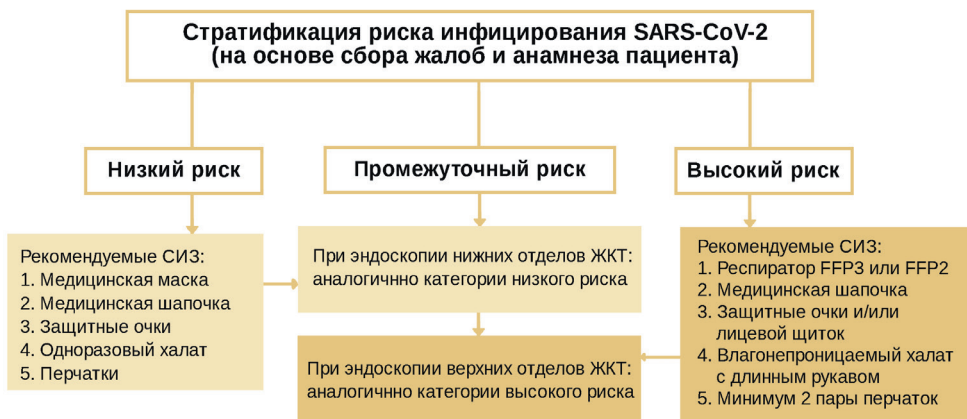 Стратификация риска инфицирования SARS-CoV-2
(на основе сбора жалоб и анамнеза пациента)
Низкий риск
Промежуточный риск
Высокий риск
Рекомендуемые СИЗ:
1. Медицинская маска
2. Медицинская шапочка
3. Защитные очки
4. Одноразовый халат
5. Перчатки
При эндоскопии нижних отделов ЖКТ:
аналогичнно категории низкого риска
При эндоскопии верхних отделов ЖКТ:
аналогичнно категории высокого риска
Рекомендуемые СИЗ:
1. Респиратор FFP3 или FFP2
2. Медицинская шапочка
3. Защитные очки и/или
лицевой щиток
4. Влагонепроницаемый халат
с длинным рукавом
5. Минимум 2 пары перчаток